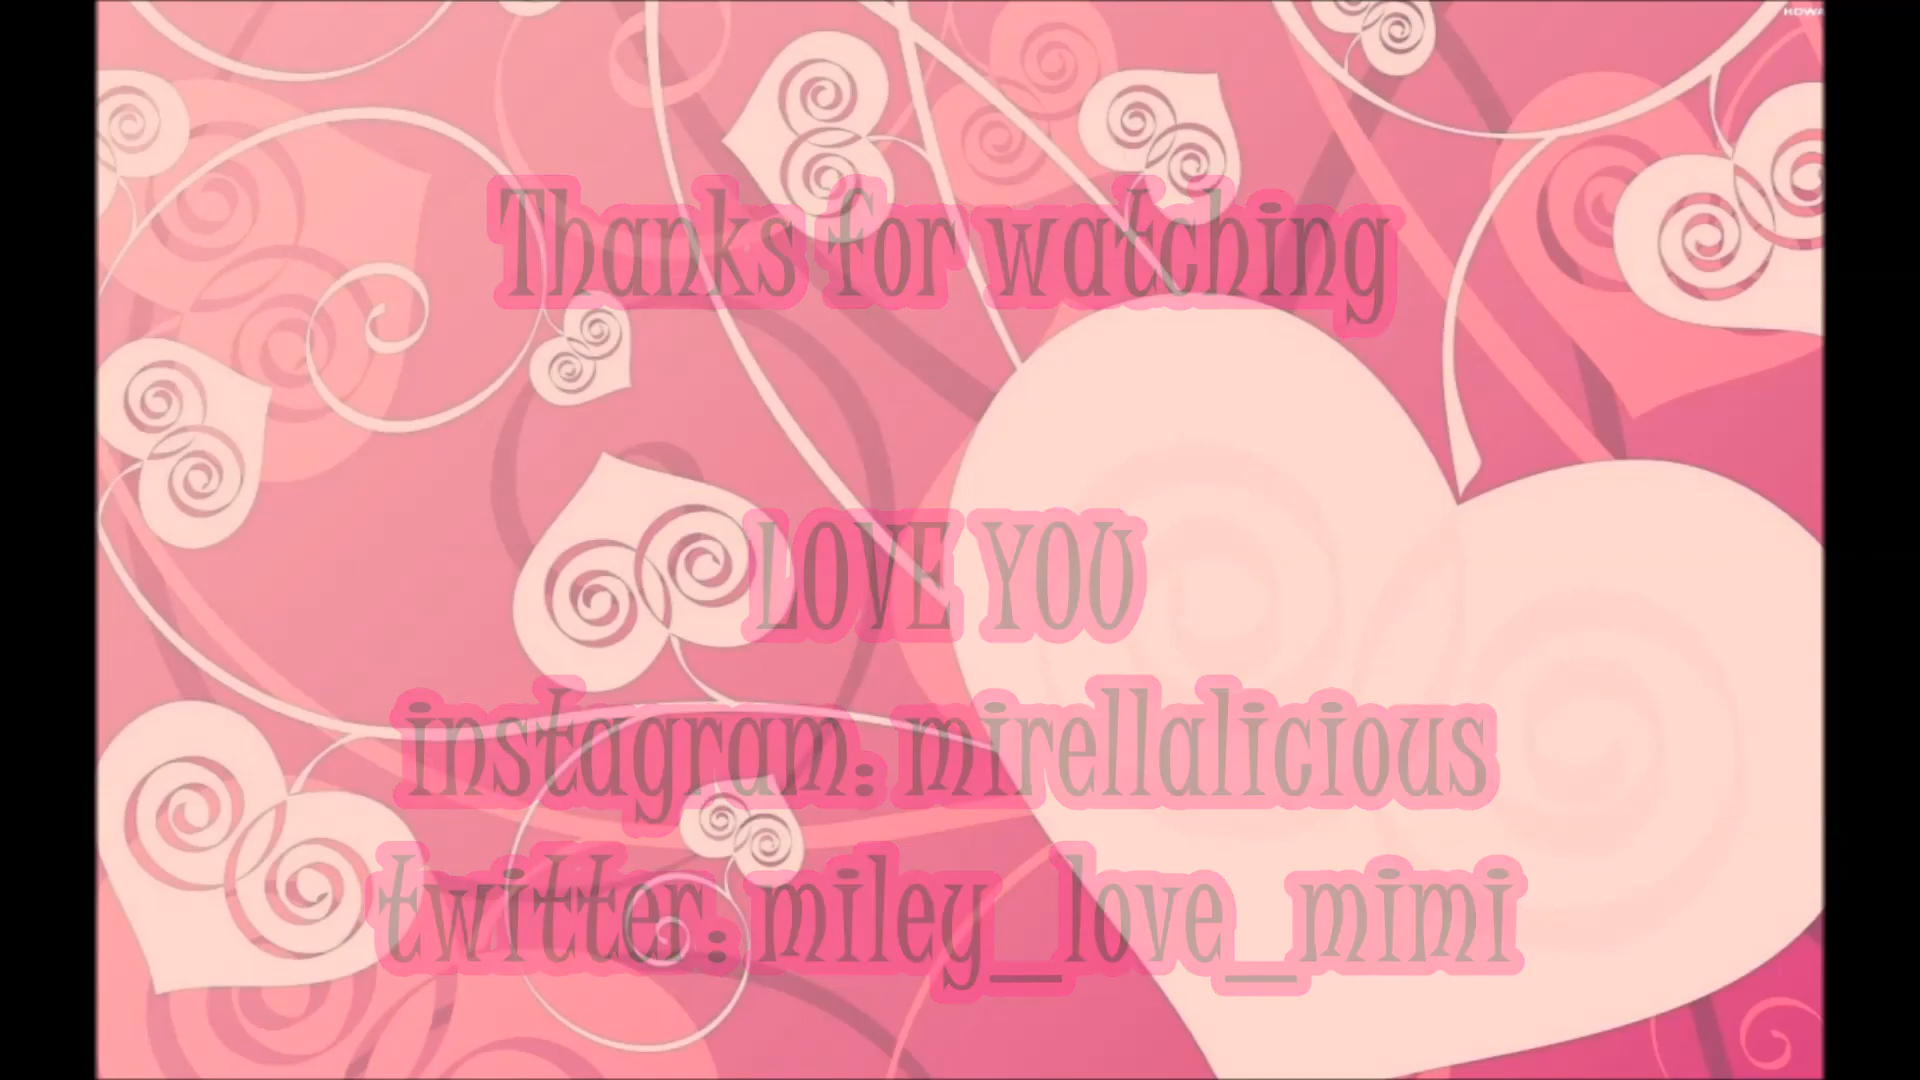 Thanks for watching
LOVE YOU
instagram: mirellalicious
twitter: miley_love_mimi